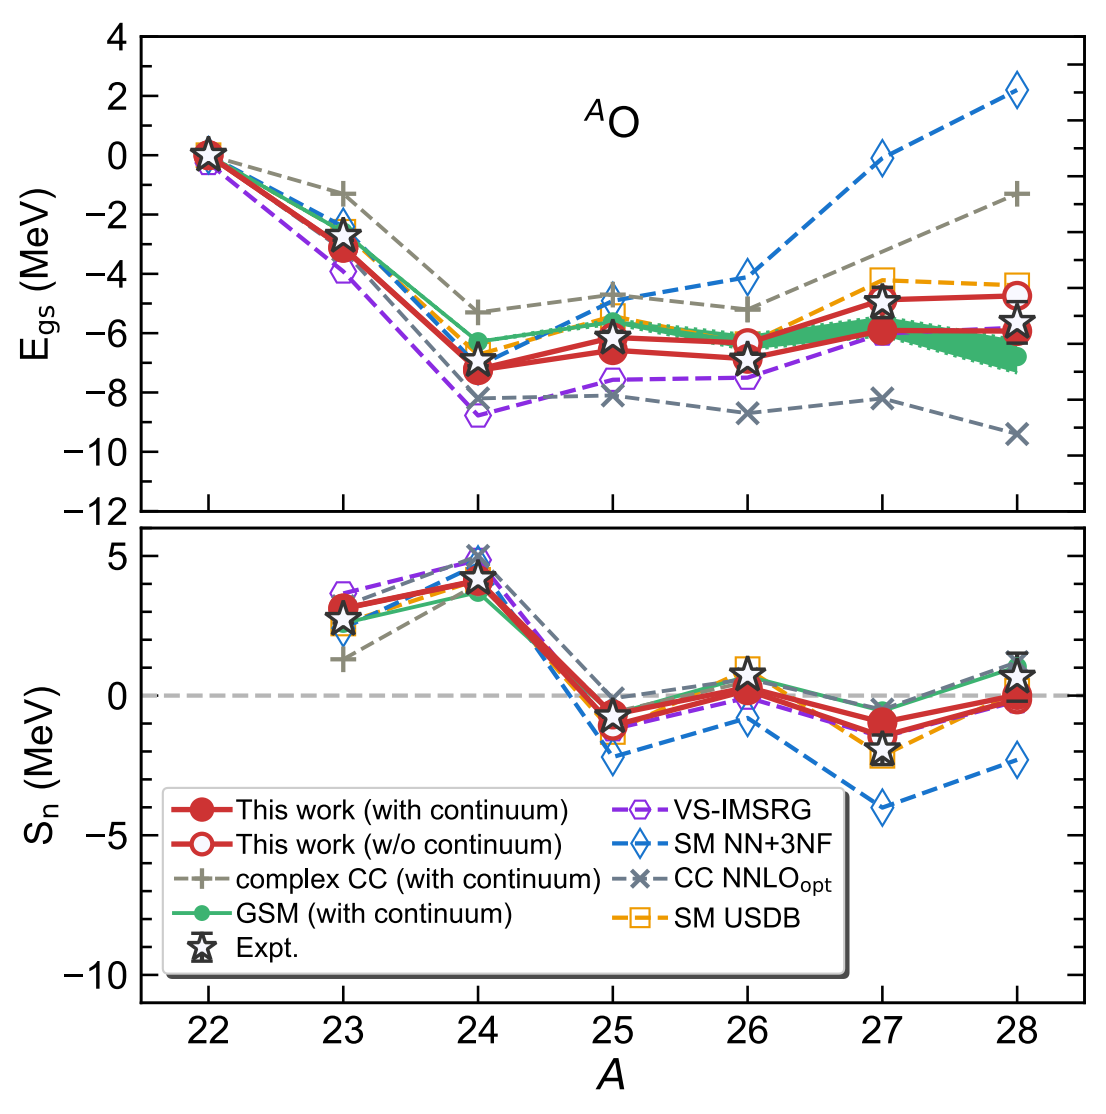 4
2
0
−2
−4
−6
−8
−10
−12
E_gs (MeV)
^A O
5
0
−5
−10
S_n (MeV)
This work (with continuum)
This work (w/o continuum)
complex CC (with continuum)
GSM (with continuum)
Expt.
VS-IMSRG
SM NN+3NF
CC NNLO_opt
SM USDB
22 23 24 25 26 27 28
A